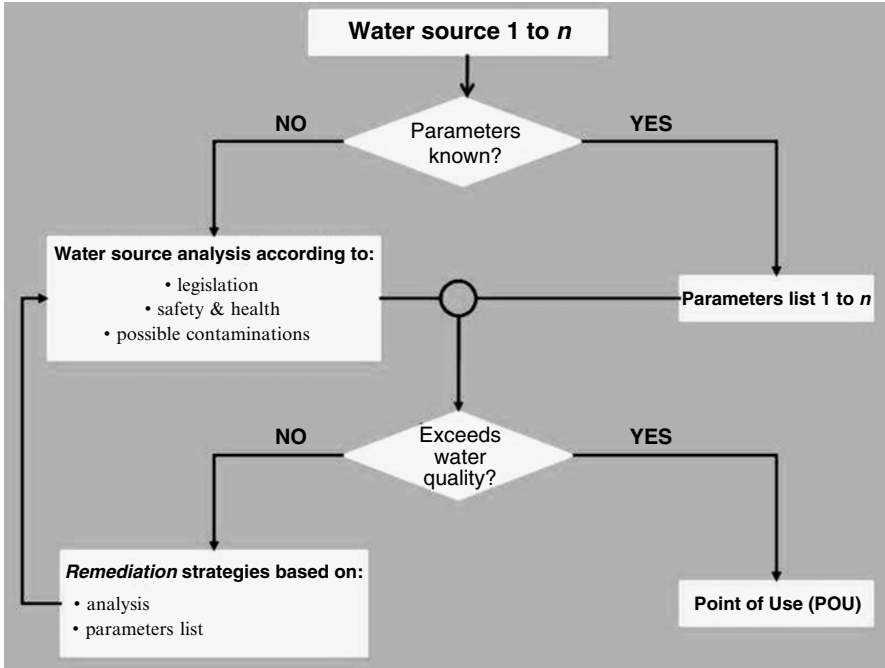 Water source 1 to n
NO
YES
Parameters
known?
Water source analysis according to:
• legislation
• safety & health
• possible contaminations
Parameters list 1 to n
NO
YES
Exceeds
water
quality?
Remediation strategies based on:
• analysis
• parameters list
Point of Use (POU)